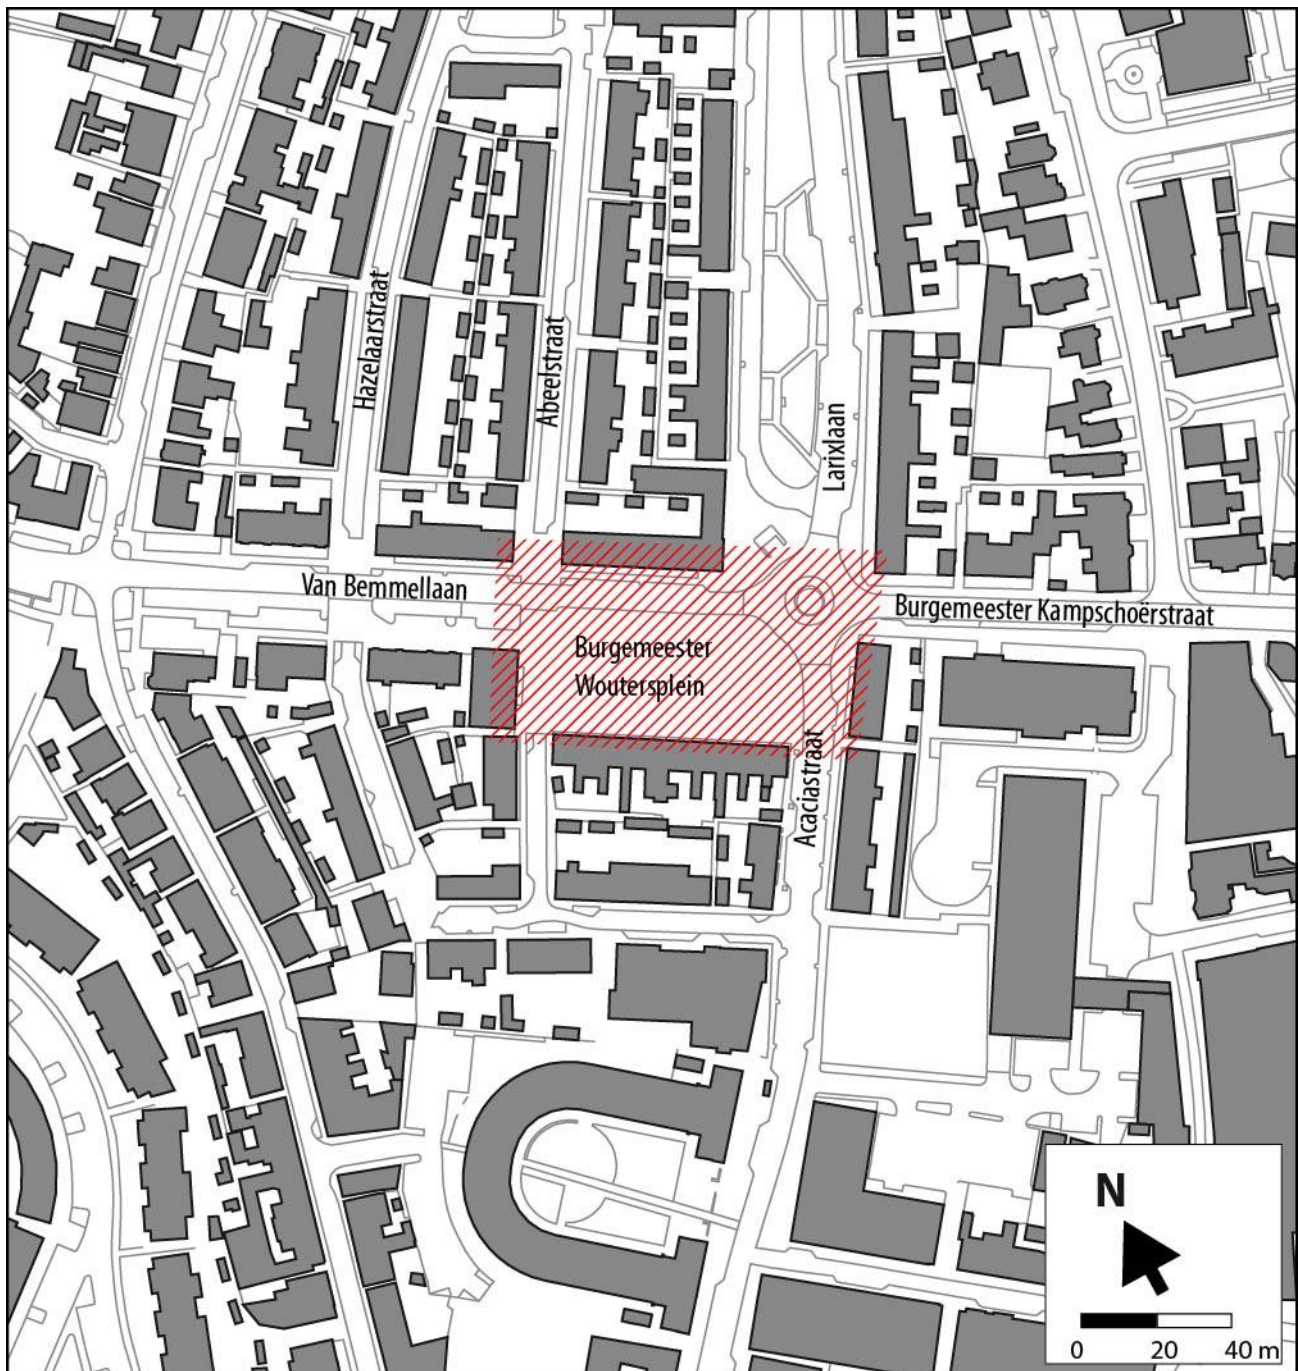 Hazelaarstraat
Abeelstraat
Larixlaan
Van Bemmellaan
Burgemeester Kampschoërstraat
Burgemeester
Woutersplein
Acaciastraat
N
0 20 40 m